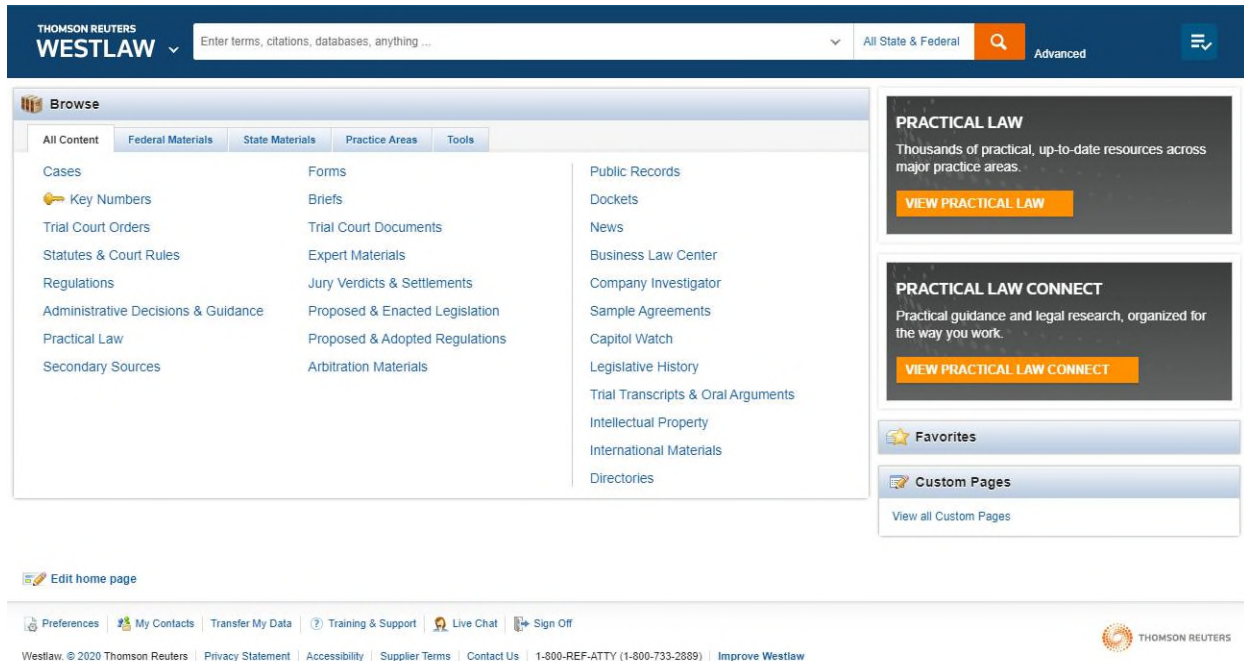 THOMSON REUTERS
WESTLAW
Enter terms, citations, databases, anything ...
All State & Federal
Advanced
Browse
All Content
Federal Materials
State Materials
Practice Areas
Tools
Cases
Key Numbers
Trial Court Orders
Statutes & Court Rules
Regulations
Administrative Decisions & Guidance
Practical Law
Secondary Sources
Forms
Briefs
Trial Court Documents
Expert Materials
Jury Verdicts & Settlements
Proposed & Enacted Legislation
Proposed & Adopted Regulations
Arbitration Materials
Public Records
Dockets
News
Business Law Center
Company Investigator
Sample Agreements
Capitol Watch
Legislative History
Trial Transcripts & Oral Arguments
Intellectual Property
International Materials
Directories
PRACTICAL LAW
Thousands of practical, up-to-date resources across
major practice areas.
VIEW PRACTICAL LAW
PRACTICAL LAW CONNECT
Practical guidance and legal research, organized for
the way you work.
VIEW PRACTICAL LAW CONNECT
Favorites
Custom Pages
View all Custom Pages
Edit home page
Preferences My Contacts Transfer My Data ? Training & Support Live Chat Sign Off
Westlaw. © 2020 Thomson Reuters Privacy Statement Accessibility Supplier Terms Contact Us 1-800-REF-ATTY (1-800-733-2889) Improve Westlaw
THOMSON REUTERS